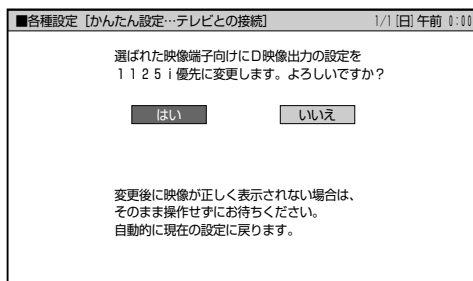 ■各種設定［かんたん設定…テレビとの接続］ 1/1[日]午前 0:00
選ばれた映像端子向けにD映像出力の設定を
１１２５ｉ優先に変更します。よろしいですか？
はい いいえ
変更後に映像が正しく表示されない場合は、
そのまま操作せずにお待ちください。
自動的に現在の設定に戻ります。